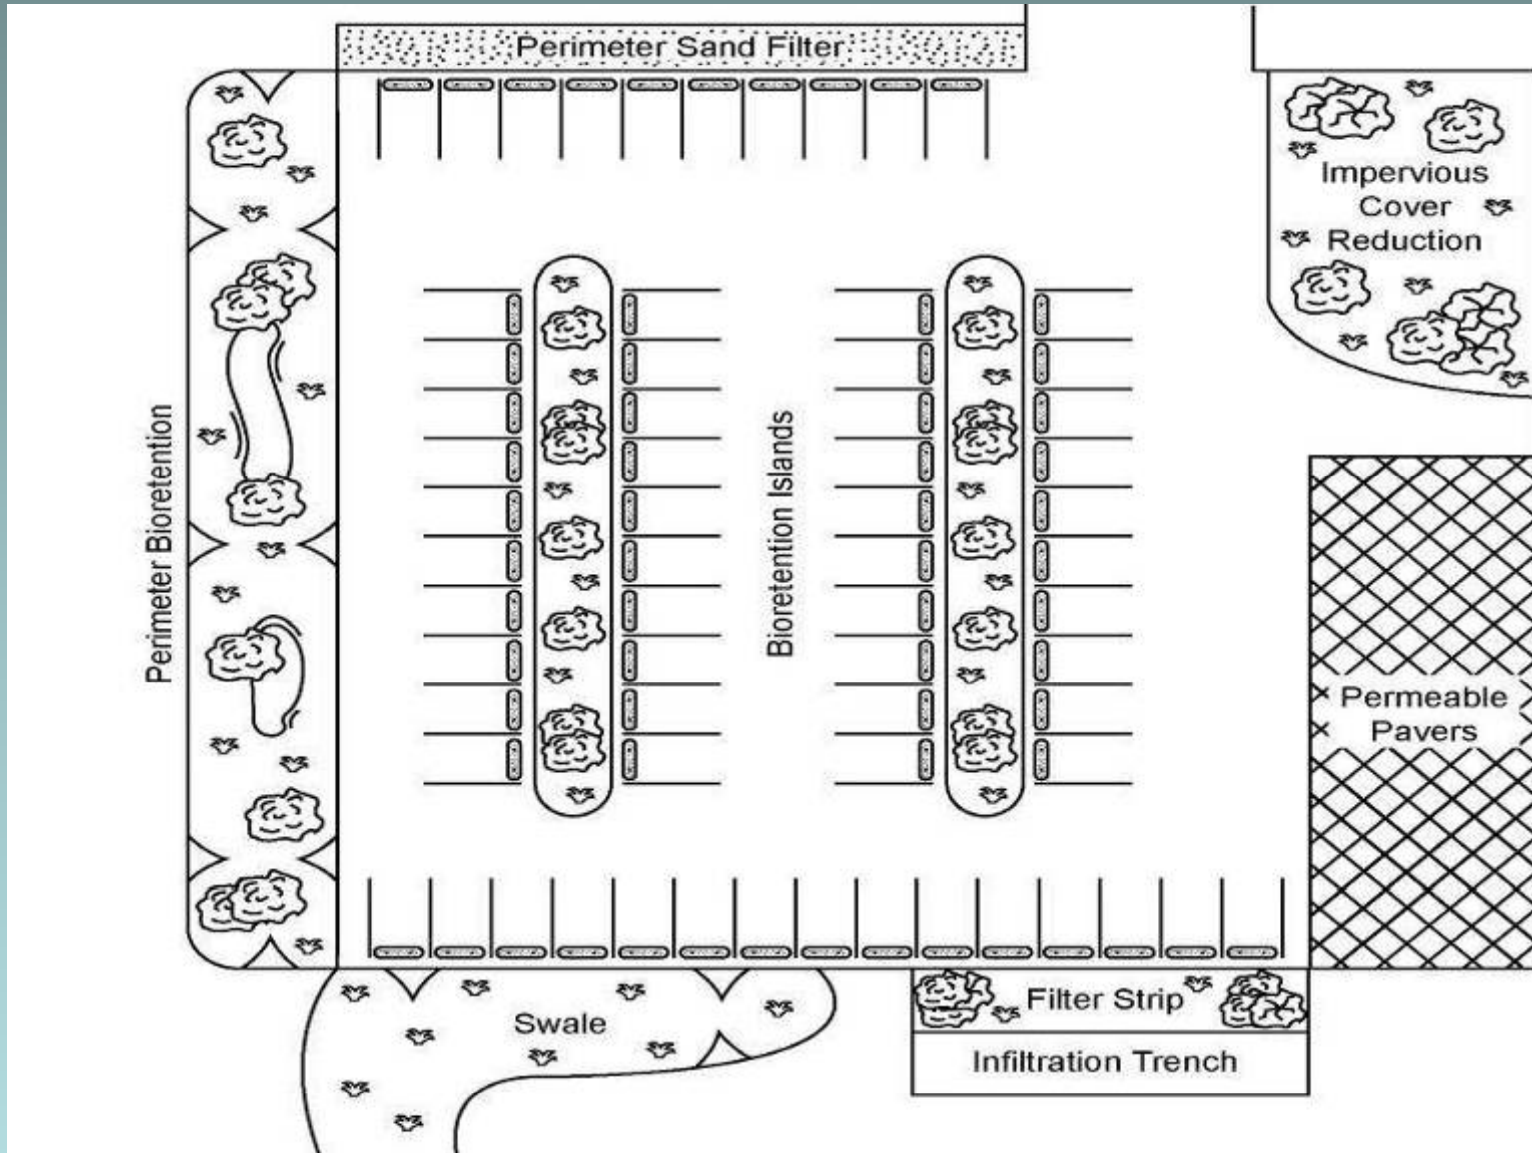 Perimeter Sand Filter
Impervious
Cover
Reduction
Perimeter Bioretention
Bioretention Islands
Permeable
Pavers
Swale
Filter Strip
Infiltration Trench